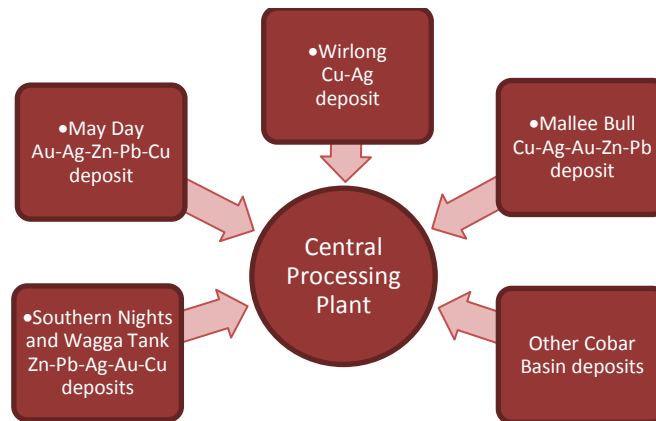 •Wirlong
Cu-Ag
deposit
•May Day
Au-Ag-Zn-Pb-Cu
deposit
•Mallee Bull
Cu-Ag-Au-Zn-Pb
deposit
Central
Processing
Plant
•Southern Nights
and Wagga Tank
Zn-Pb-Ag-Au-Cu
deposits
Other Cobar
Basin deposits